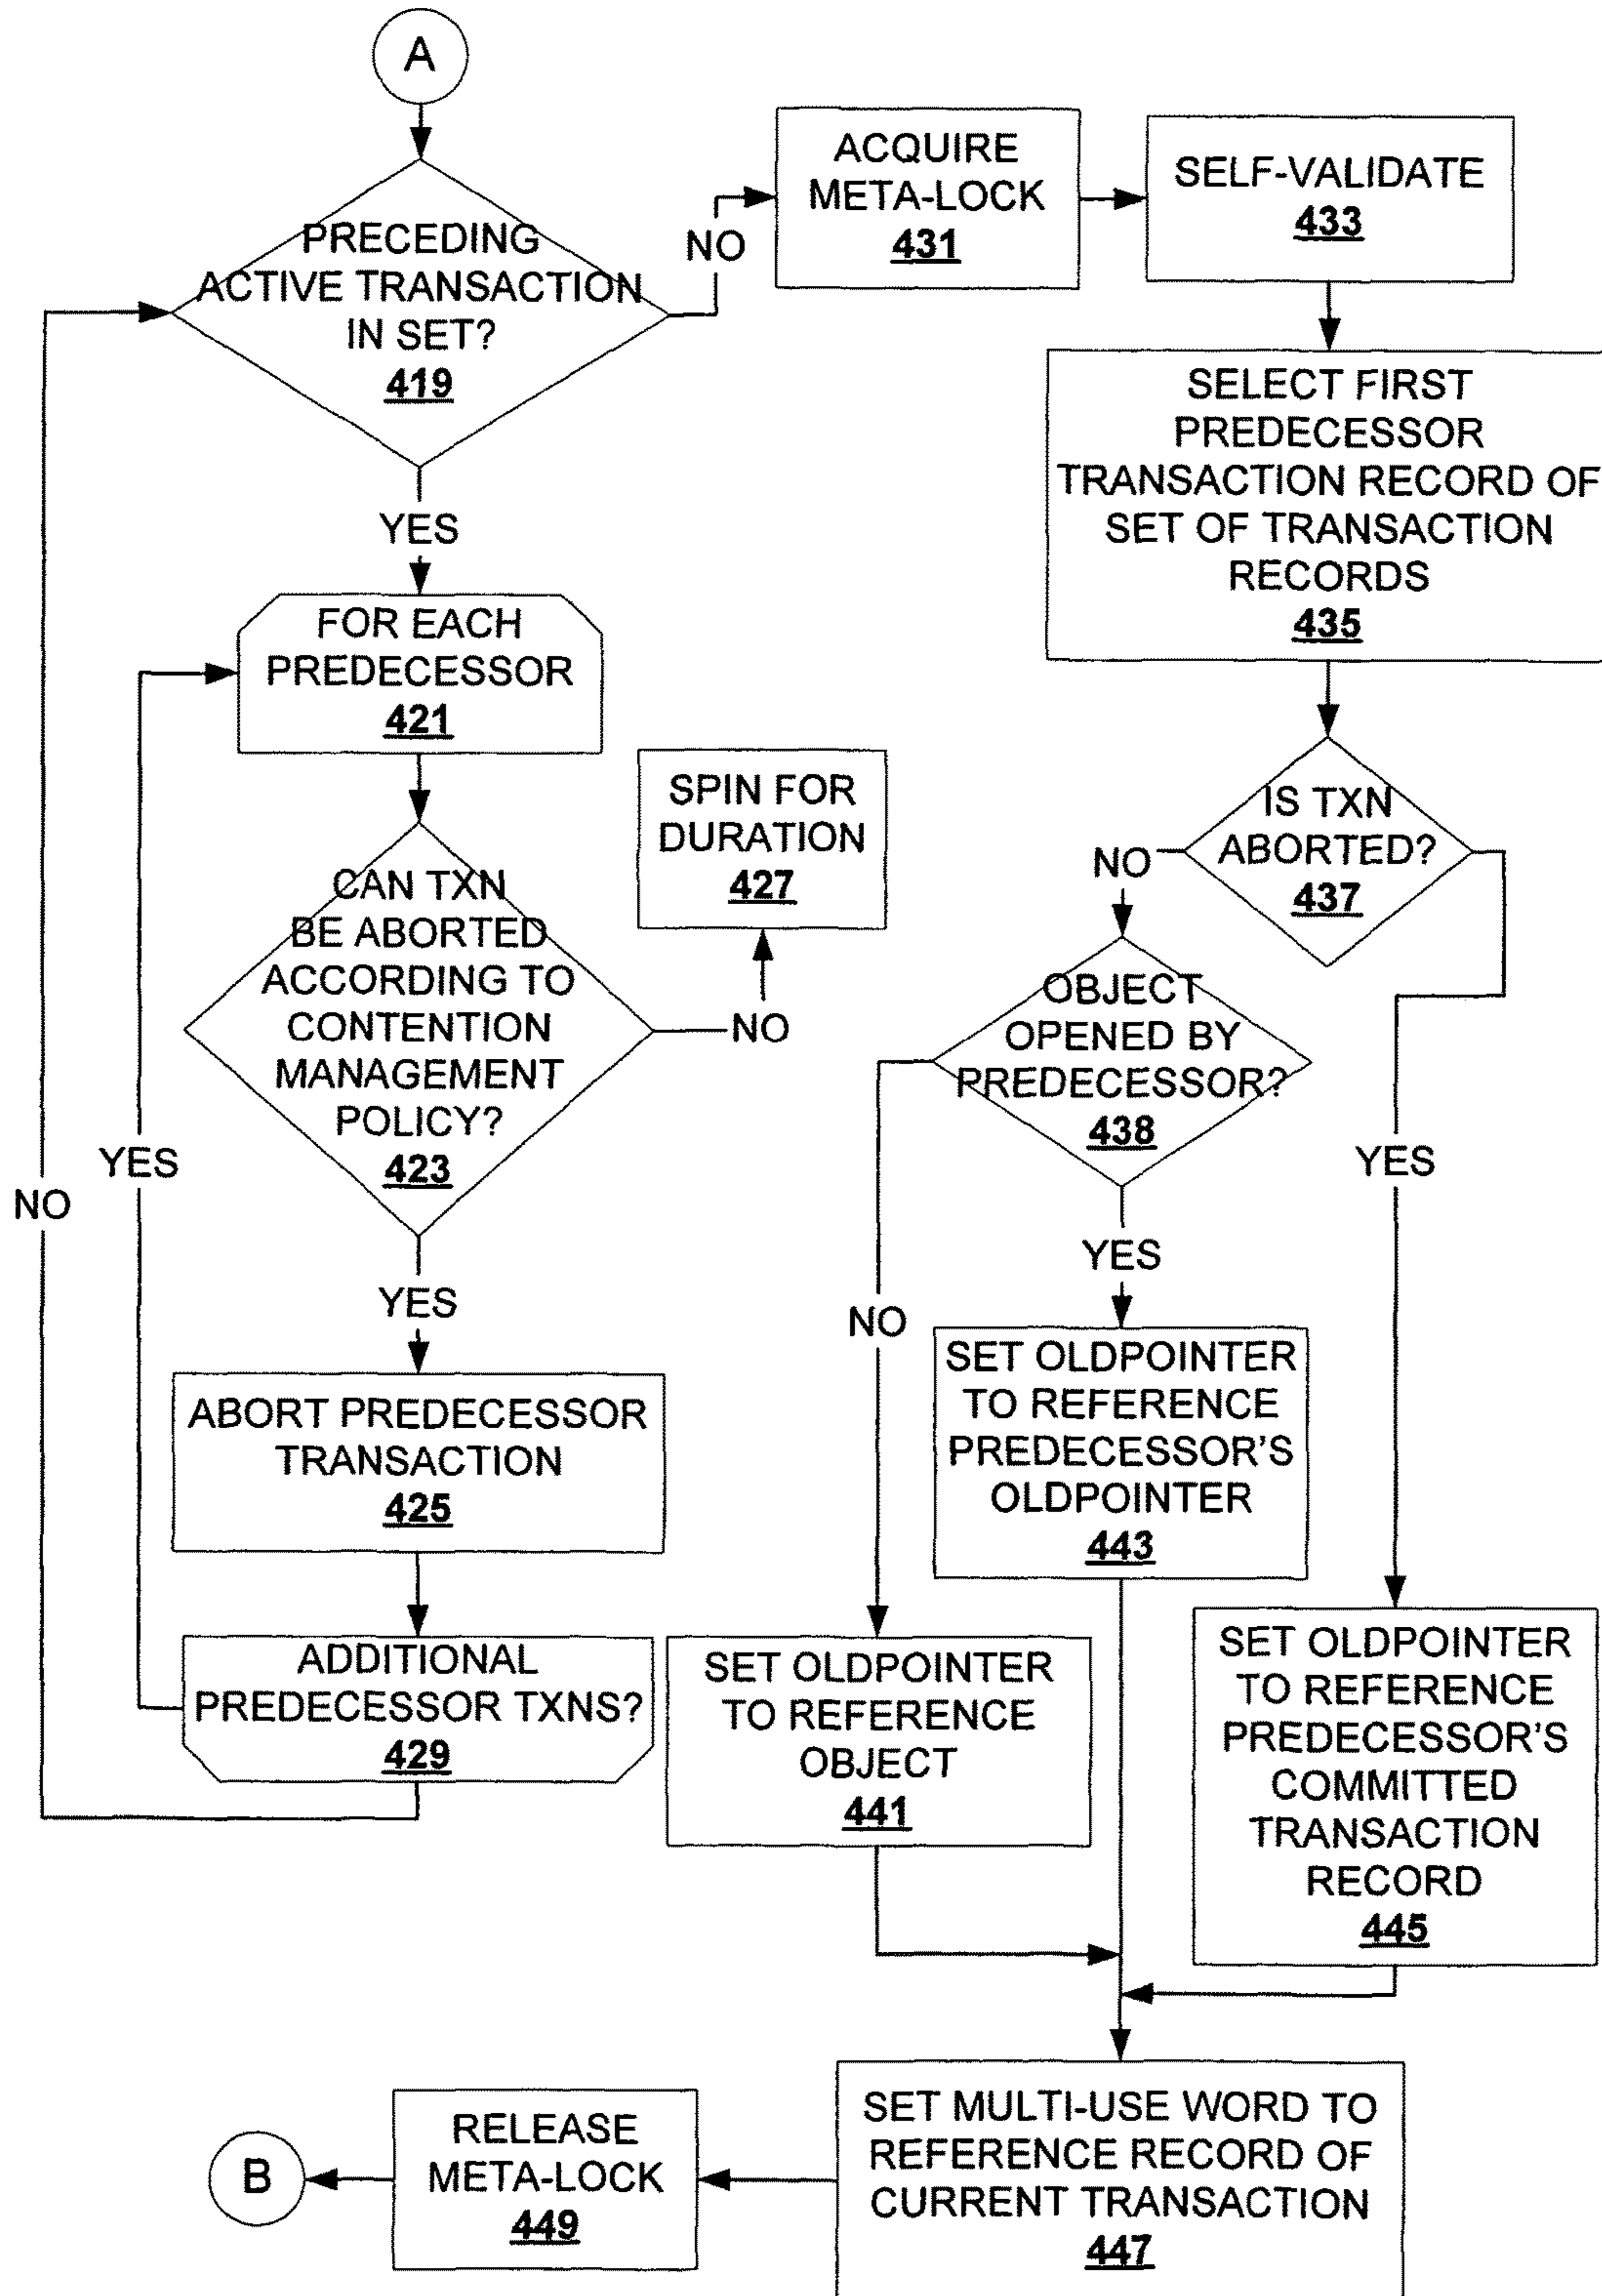 A
PRECEDING
ACTIVE TRANSACTION
IN SET?
419
NO
ACQUIRE
META-LOCK
431
SELF-VALIDATE
433
SELECT FIRST
PREDECESSOR
TRANSACTION RECORD OF
SET OF TRANSACTION
RECORDS
435
YES
FOR EACH
PREDECESSOR
421
SPIN FOR
DURATION
427
IS TXN
ABORTED?
437
NO
CAN TXN
BE ABORTED
ACCORDING TO
CONTENTION
MANAGEMENT
POLICY?
423
NO
OBJECT
OPENED BY
PREDECESSOR?
438
YES
YES
NO
YES
YES
NO
SET OLDPOINTER
TO REFERENCE
PREDECESSOR'S
OLDPOINTER
443
ABORT PREDECESSOR
TRANSACTION
425
ADDITIONAL
PREDECESSOR TXNS?
429
SET OLDPOINTER
TO REFERENCE
OBJECT
441
SET OLDPOINTER
TO REFERENCE
PREDECESSOR'S
COMMITTED
TRANSACTION
RECORD
445
SET MULTI-USE WORD TO
REFERENCE RECORD OF
CURRENT TRANSACTION
447
RELEASE
META-LOCK
449
B